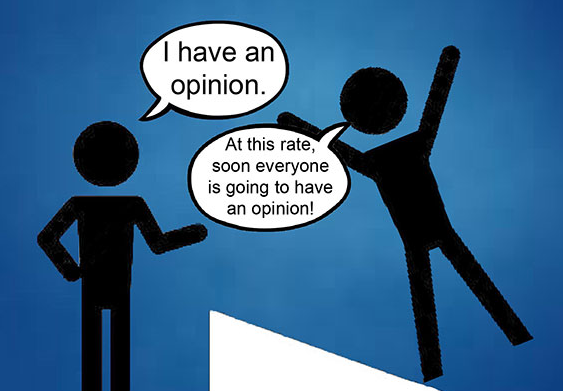 I have an
opinion.
At this rate,
soon everyone
is going to have
an opinion!